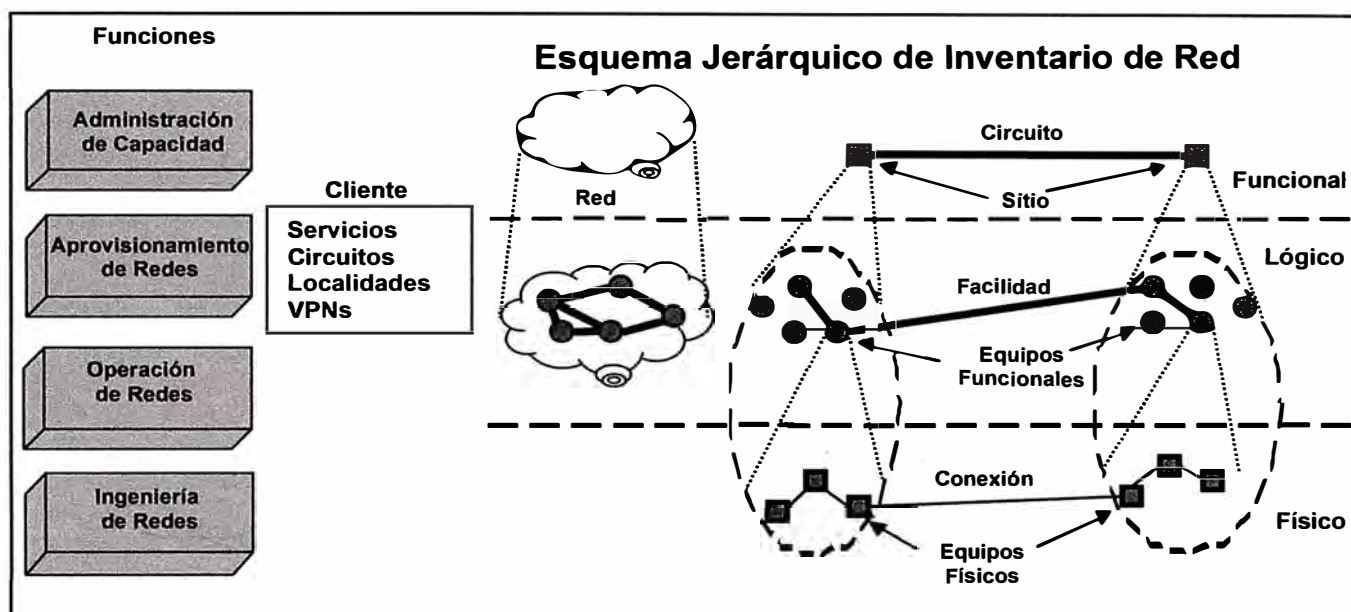 Funciones
Esquema Jerárquico de Inventario de Red
Administración
de Capacidad
Aprovisionamiento
de Redes
Operación
de Redes
Ingeniería
de Redes
Cliente
Servicios
Circuitos
Localidades
VPNs
Red
Circuito
Sítio
Funcional
Lógico
Facilidad
Equipos
Funcionales
Conexión
Equipos
Físicos
Físico